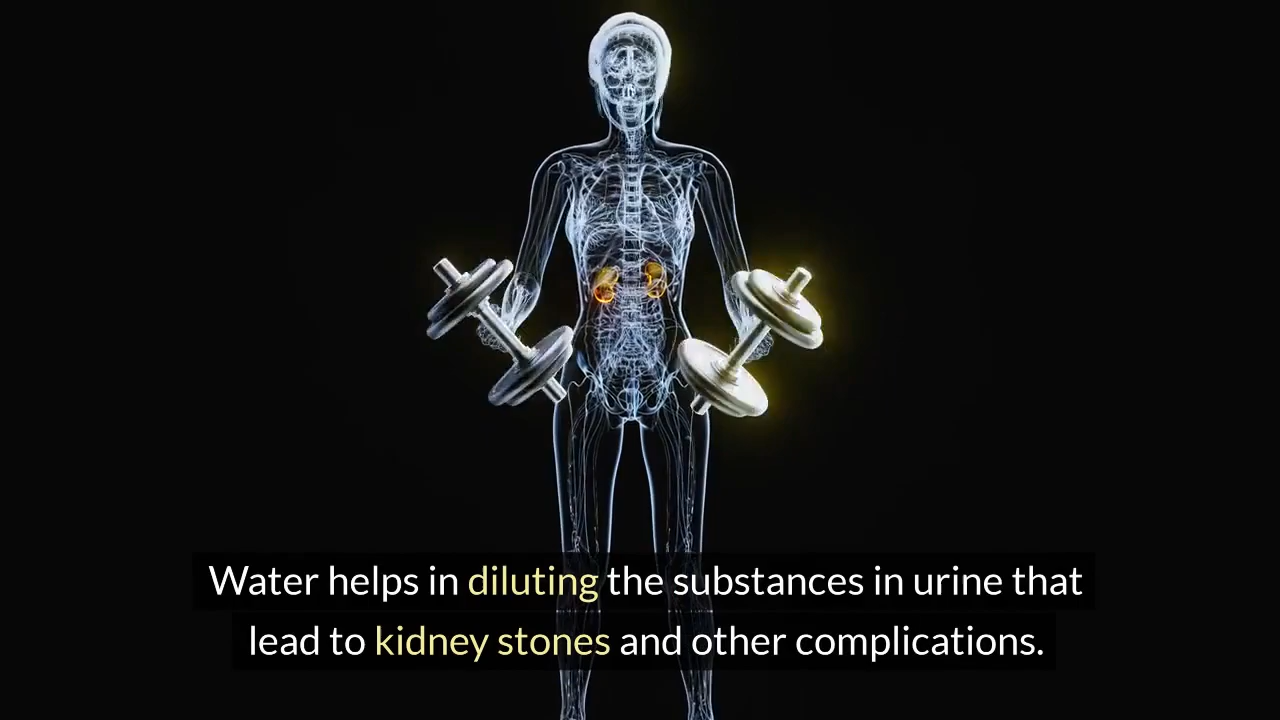 Water helps in diluting the substances in urine that
lead to kidney stones and other complications.